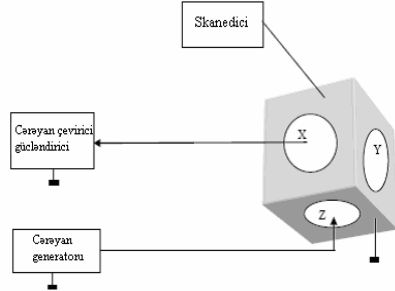 Skanedici
Cərəyan çevirici
gücləndirici
X
Y
Z
Cərəyan
generatoru